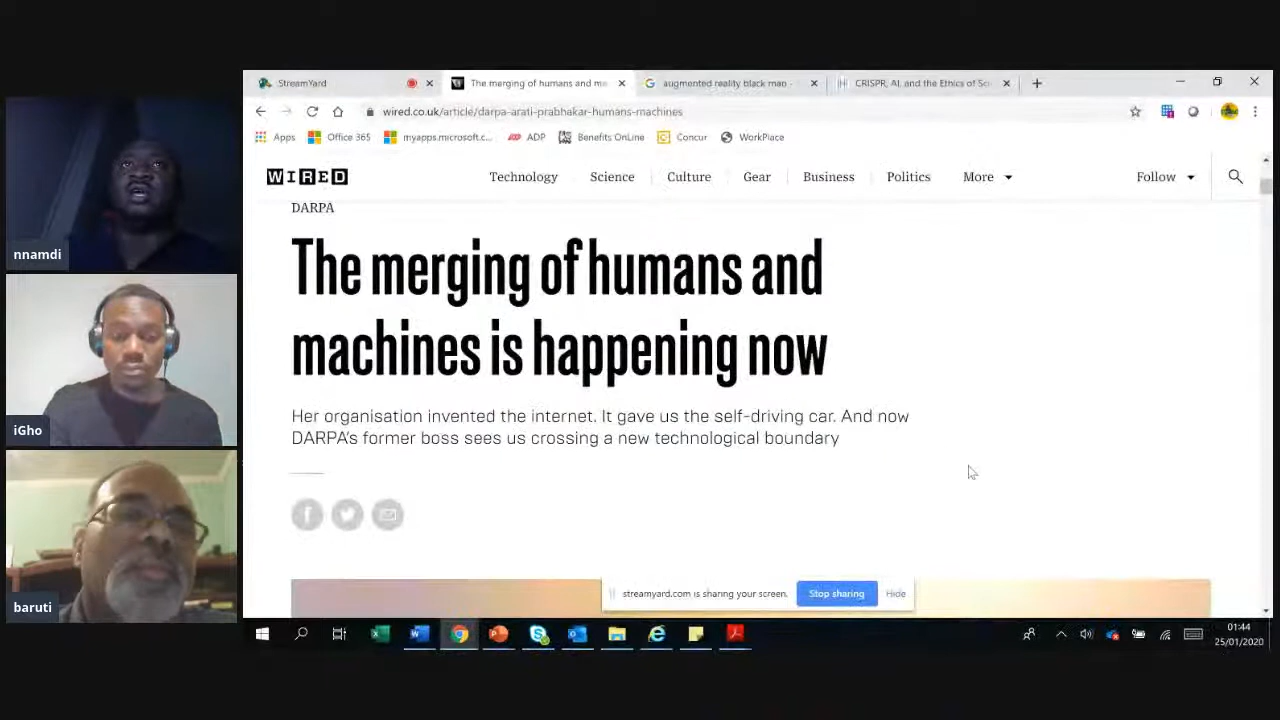 StreamYard
The merging of humans and ma
augmented reality black man -
CRISPR, AI, and the Ethics of Sci
wired.co.uk/article/darpa-arati-prabhakar-humans-machines
Apps
Office 365
myapps.microsoft.c...
ADP
Benefits OnLine
Concur
WorkPlace
WIRED
Technology
Science
Culture
Gear
Business
Politics
More
Follow
DARPA
The merging of humans and
machines is happening now
Her organisation invented the internet. It gave us the self-driving car. And now
DARPA's former boss sees us crossing a new technological boundary
streamyard.com is sharing your screen.
Stop sharing
Hide
01:44
25/01/2020
nnamdi
iGho
baruti